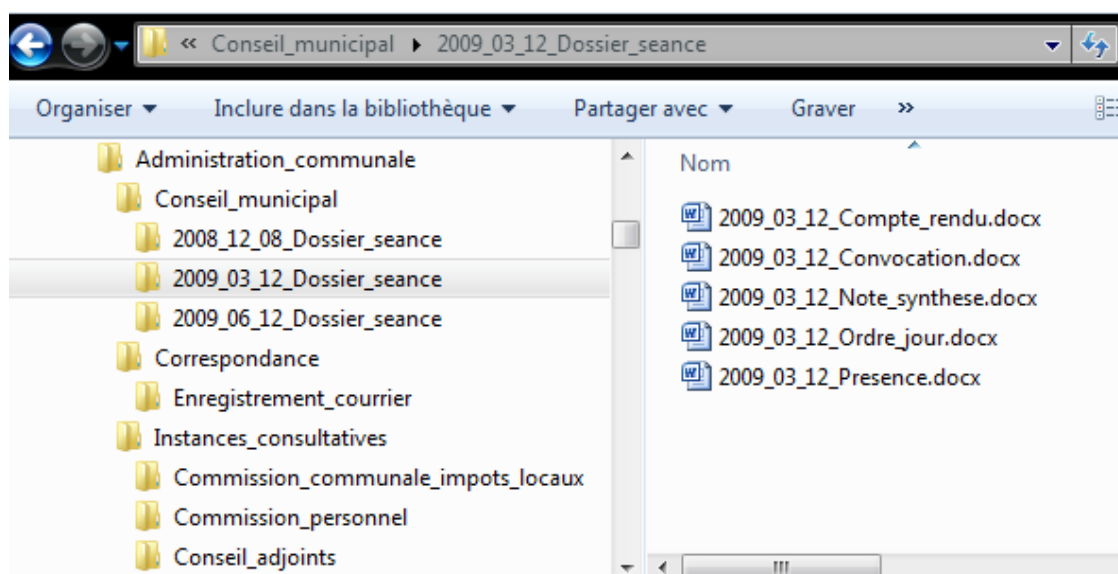 « Conseil_municipal ▸ 2009_03_12_Dossier_seance
Organiser Inclure dans la bibliothèque Partager avec Graver »
Administration_communale
Conseil_municipal
2008_12_08_Dossier_seance
2009_03_12_Dossier_seance
2009_06_12_Dossier_seance
Correspondance
Enregistrement_courrier
Instances_consultatives
Commission_communale_impots_locaux
Commission_personnel
Conseil_adjoints
Nom
2009_03_12_Compte_rendu.docx
2009_03_12_Convocation.docx
2009_03_12_Note_synthese.docx
2009_03_12_Ordre_jour.docx
2009_03_12_Presence.docx